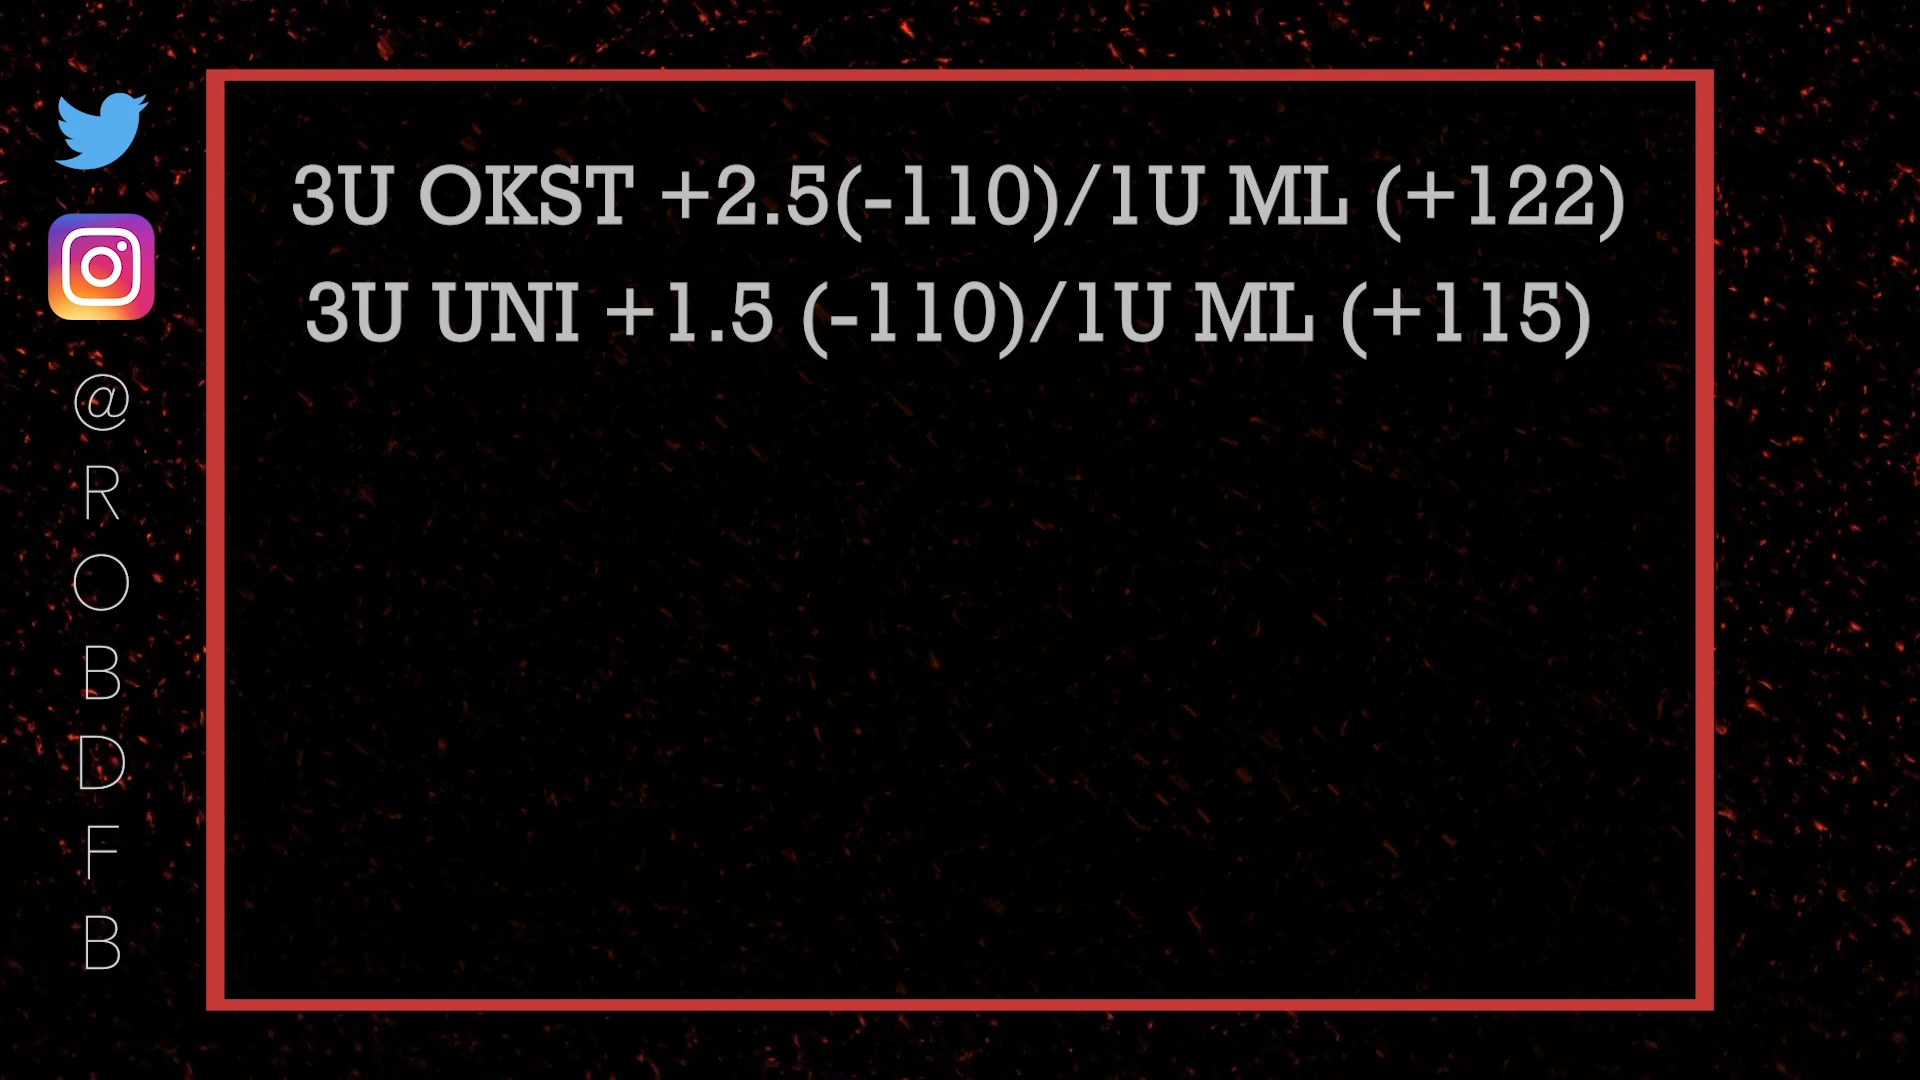 3U OKST +2.5(-110)/1U ML (+122)
3U UNI +1.5 (-110)/1U ML (+115)
@
R
O
B
D
F
B